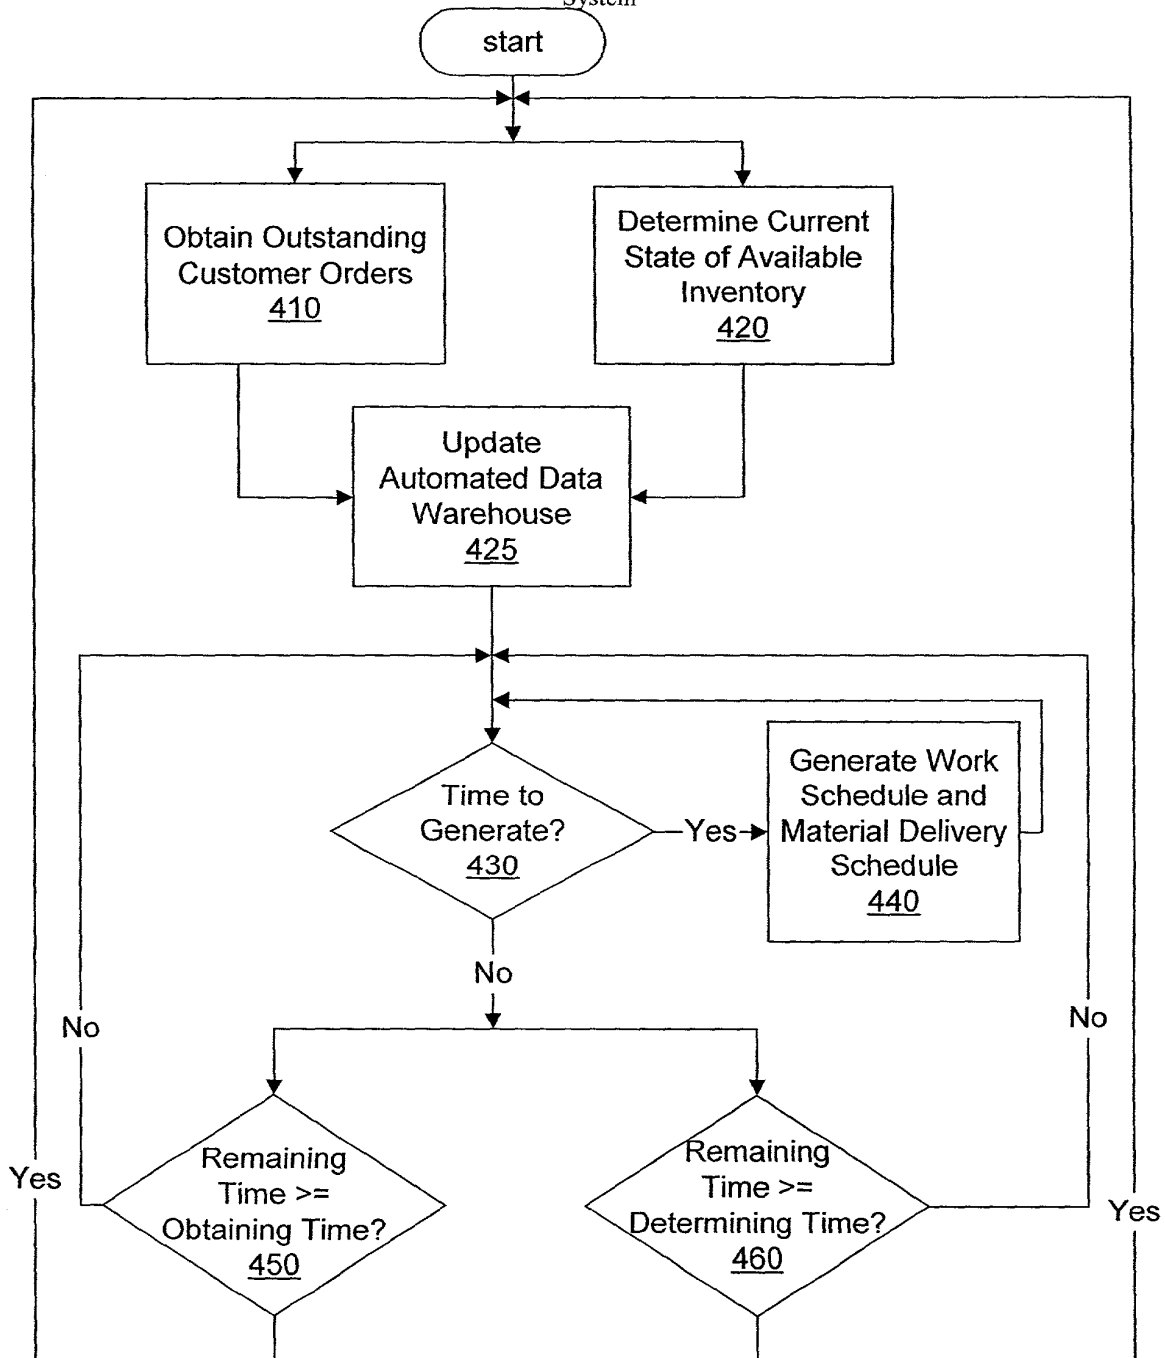 System
start
Obtain Outstanding
Customer Orders
410
Determine Current
State of Available
Inventory
420
Update
Automated Data
Warehouse
425
Time to
Generate?
430
Yes
Generate Work
Schedule and
Material Delivery
Schedule
440
No
No
No
Remaining
Time >=
Obtaining Time?
450
Remaining
Time >=
Determining Time?
460
Yes
Yes